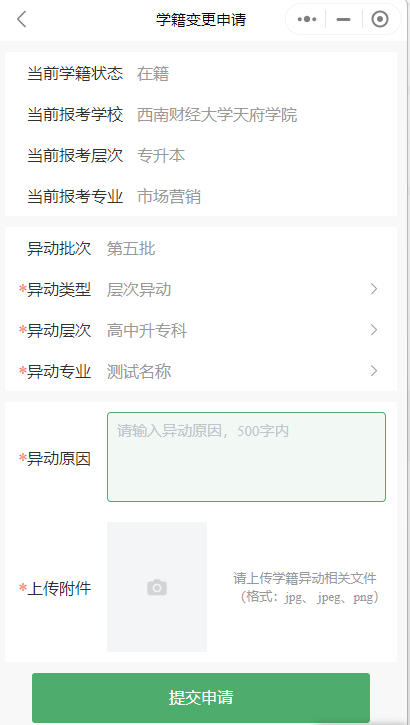 学籍变更申请
当前学籍状态 在籍
当前报考学校 西南财经大学天府学院
当前报考层次 专升本
当前报考专业 市场营销
异动批次 第五批
*异动类型 层次异动
*异动层次 高中升专科
*异动专业 测试名称
*异动原因 请输入异动原因，500字内
*上传附件 请上传学籍异动相关文件
（格式：jpg、jpeg、png）
提交申请